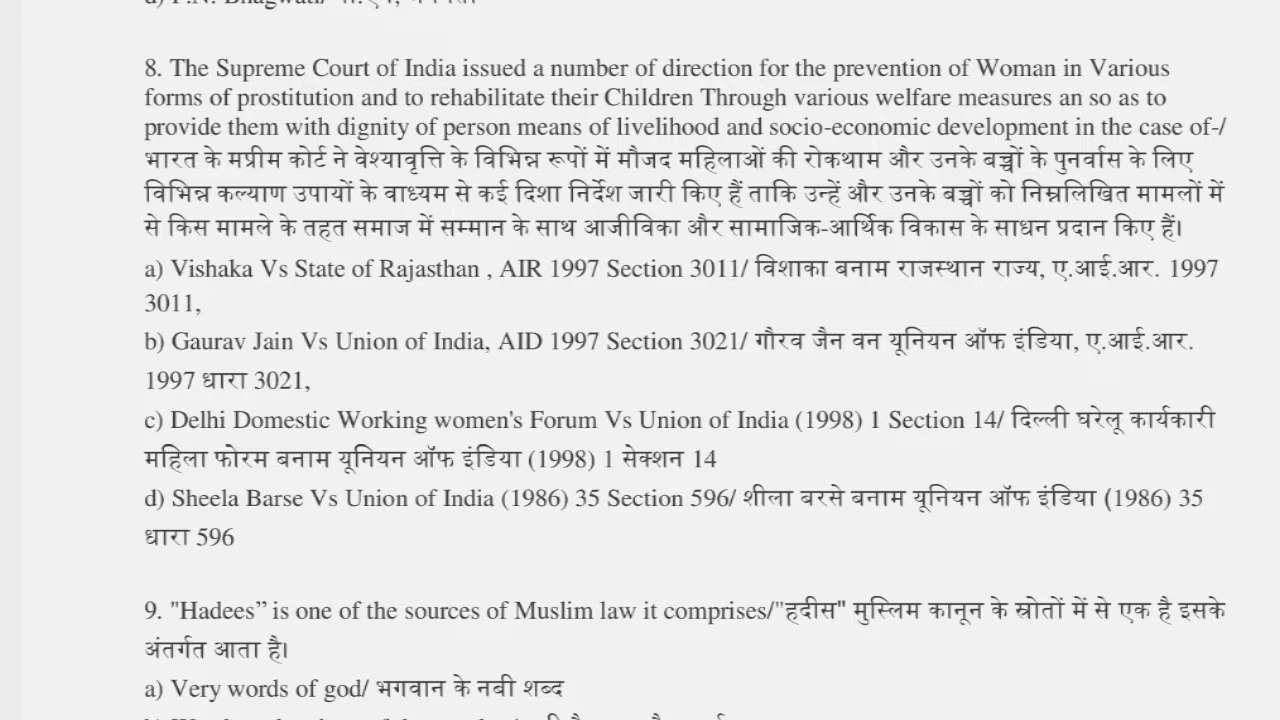 8. The Supreme Court of India issued a number of direction for the prevention of Woman in Various
forms of prostitution and to rehabilitate their Children Through various welfare measures an so as to
provide them with dignity of person means of livelihood and socio-economic development in the case of-/
भारत के मप्रीम कोर्ट ने वेश्यावृत्ति के विभिन्न रूपों में मौजद महिलाओं की रोकथाम और उनके बच्चों के पुनर्वास के लिए
विभिन्न कल्याण उपायों के वाध्यम से कई दिशा निर्देश जारी किए हैं ताकि उन्हें और उनके बच्चों को निम्नलिखित मामलों में
से किस मामले के तहत समाज में सम्मान के साथ आजीविका और सामाजिक-आर्थिक विकास के साधन प्रदान किए हैं।
a) Vishaka Vs State of Rajasthan , AIR 1997 Section 3011/ विशाका बनाम राजस्थान राज्य, ए.आई.आर. 1997
3011,
b) Gaurav Jain Vs Union of India, AID 1997 Section 3021/ गौरव जैन वन यूनियन ऑफ इंडिया, ए.आई.आर.
1997 धारा 3021,
c) Delhi Domestic Working women's Forum Vs Union of India (1998) 1 Section 14/ दिल्ली घरेलू कार्यकारी
महिला फोरम बनाम यूनियन ऑफ इंडिया (1998) 1 सेक्शन 14
d) Sheela Barse Vs Union of India (1986) 35 Section 596/ शीला बरसे बनाम यूनियन ऑफ इंडिया (1986) 35
धारा 596
9. "Hadees” is one of the sources of Muslim law it comprises/"हदीस" मुस्लिम कानून के स्रोतों में से एक है इसके
अंतर्गत आता है।
a) Very words of god/ भगवान के नबी शब्द